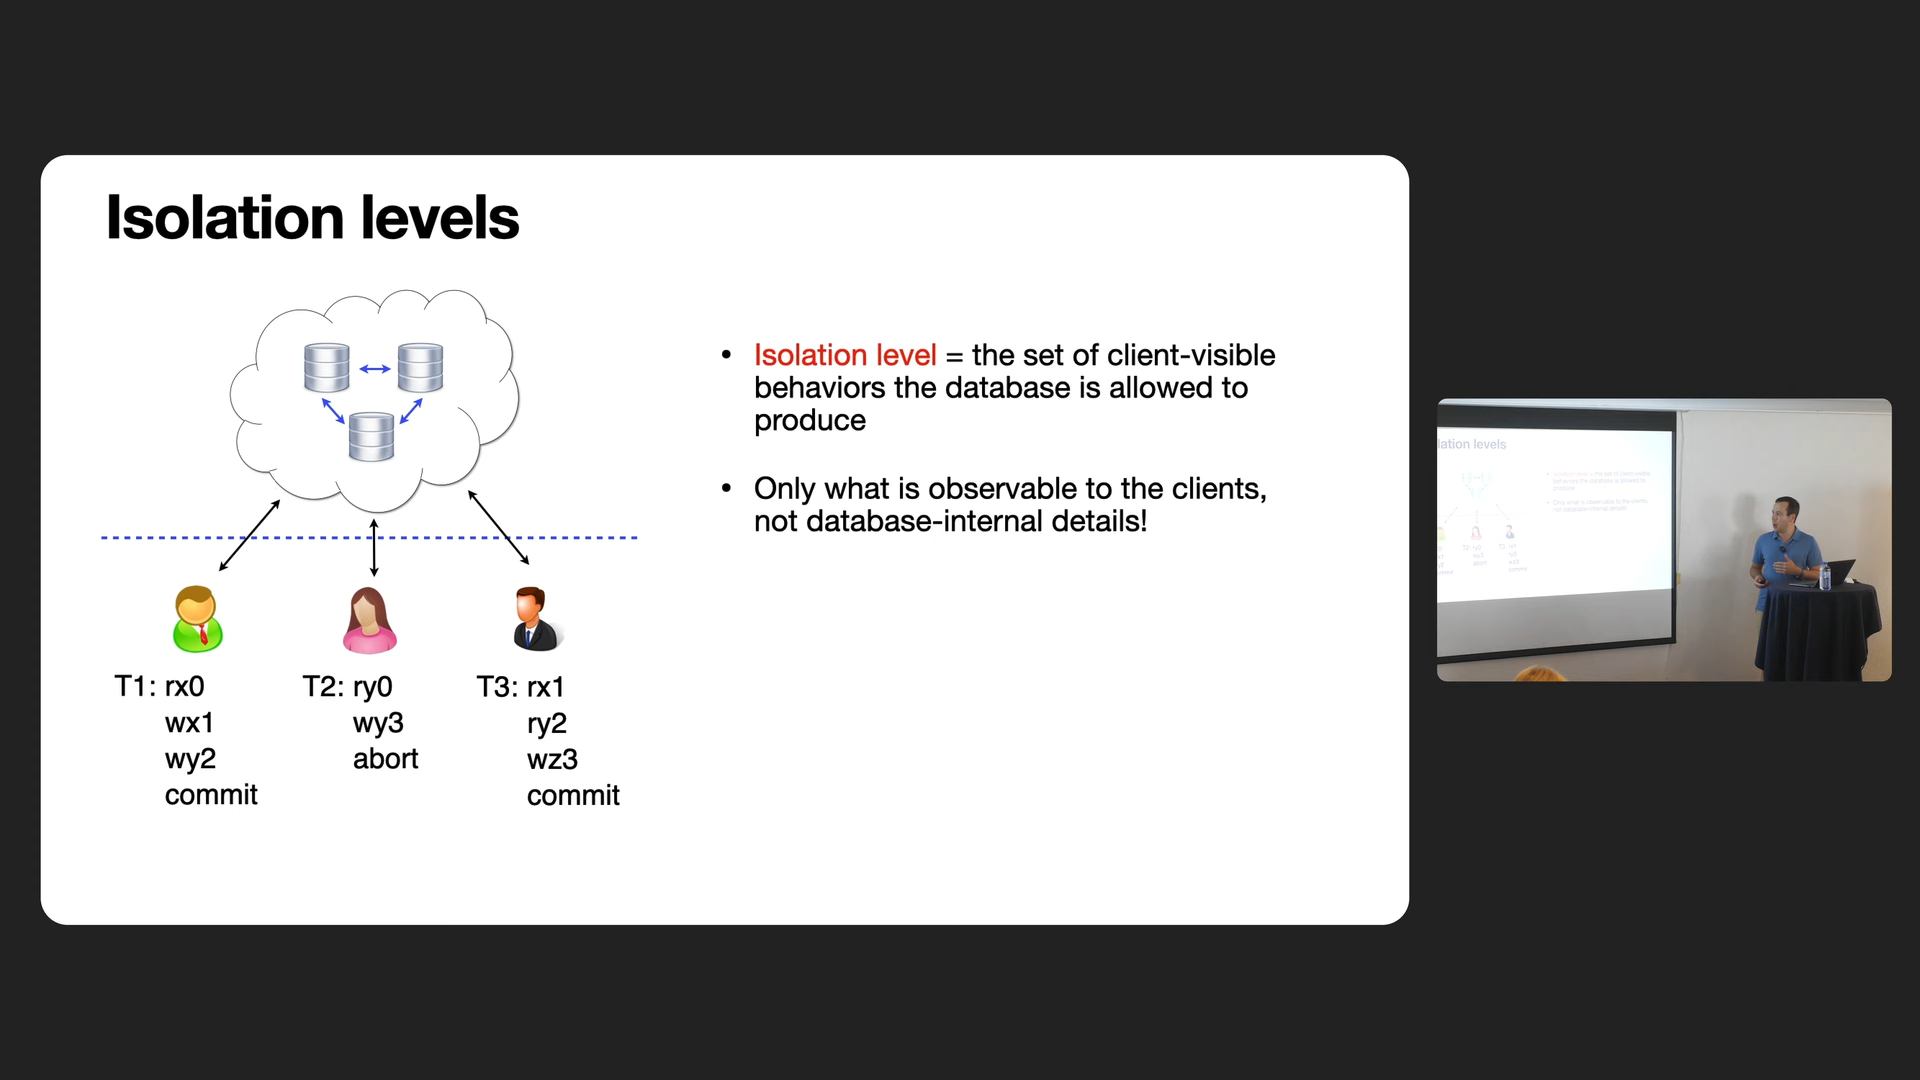 Isolation levels
• Isolation level = the set of client-visible
behaviors the database is allowed to
produce
• Only what is observable to the clients,
not database-internal details!
T1: rx0
wx1
wy2
commit
T2: ry0
wy3
abort
T3: rx1
ry2
wz3
commit
lation levels